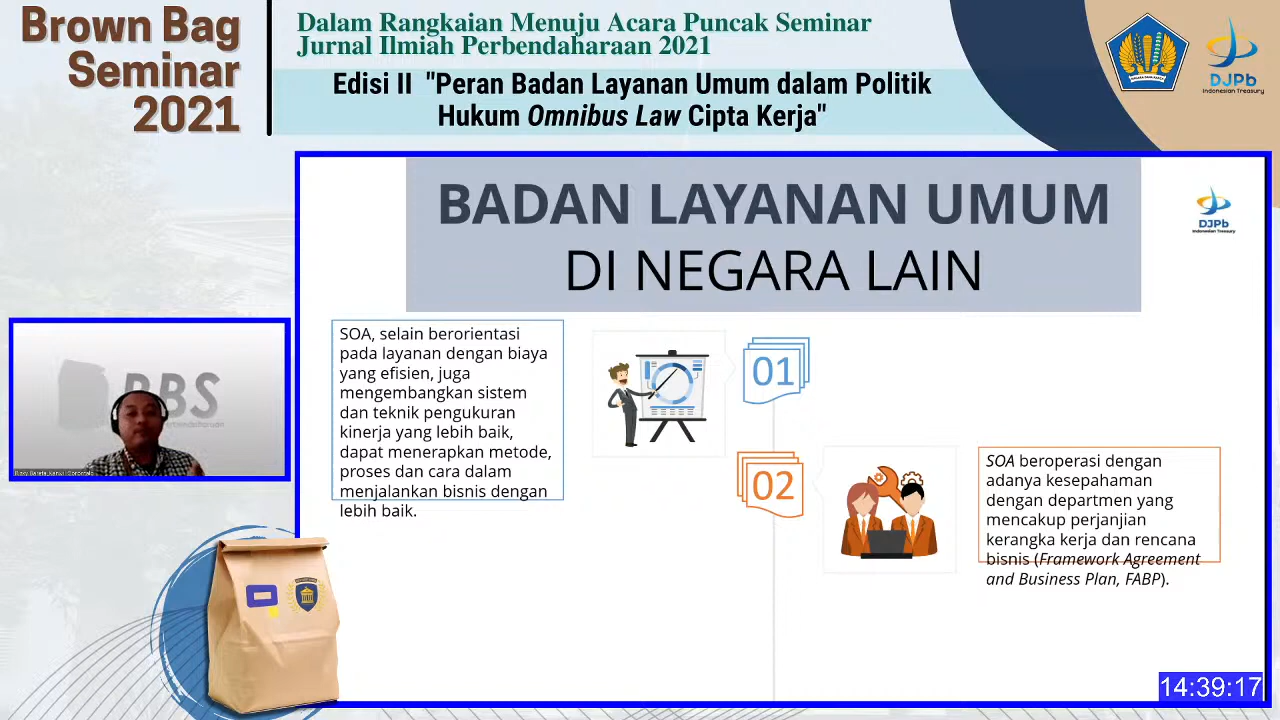 Brown Bag
Seminar
2021
Dalam Rangkaian Menuju Acara Puncak Seminar
Jurnal Ilmiah Perbendaharaan 2021
Edisi II "Peran Badan Layanan Umum dalam Politik
Hukum Omnibus Law Cipta Kerja"
DJPb
Indonesian Treasury
BADAN LAYANAN UMUM
DI NEGARA LAIN
DJPb
Indonesian Treasury
SOA, selain berorientasi
pada layanan dengan biaya
yang efisien, juga
mengembangkan sistem
dan teknik pengukuran
kinerja yang lebih baik,
dapat menerapkan metode,
proses dan cara dalam
menjalankan bisnis dengan
lebih baik.
01
02
SOA beroperasi dengan
adanya kesepahaman
dengan departmen yang
mencakup perjanjian
kerangka kerja dan rencana
bisnis (Framework Agreement
and Business Plan, FABP).
BBS
14:39:17